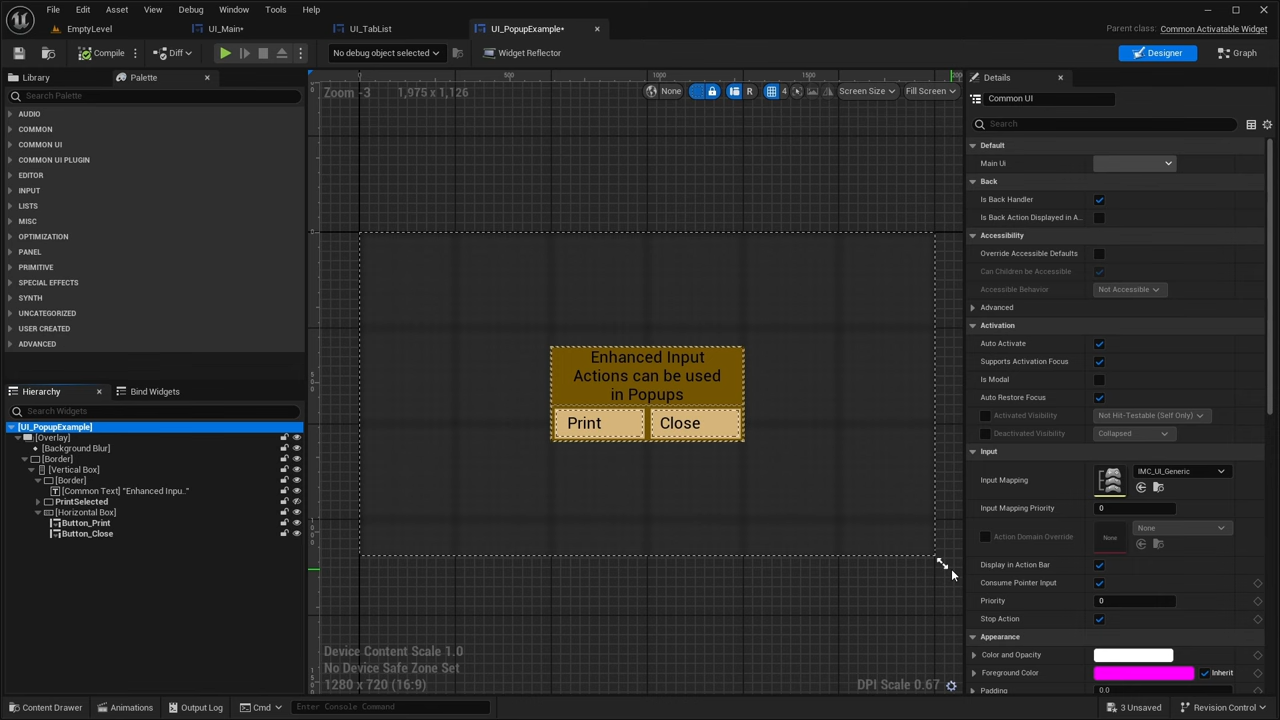 File Edit Asset View Debug Window Tools Help
EmptyLevel UI_Main* UI_TabList UI_PopupExample* Parent class: Common Activatable Widget
Compile Diff No debug object selected Widget Reflector Designer Graph
Library Palette
Search Palette
AUDIO
COMMON
COMMON UI
COMMON UI PLUGIN
EDITOR
INPUT
LISTS
MISC
OPTIMIZATION
PANEL
PRIMITIVE
SPECIAL EFFECTS
SYNTH
UNCATEGORIZED
USER CREATED
ADVANCED
Hierarchy Bind Widgets
Search Widgets
[UI_PopupExample]
[Overlay]
[Background Blur]
[Border]
[Vertical Box]
[Border]
[Common Text] "Enhanced Inpu.."
PrintSelected
[Horizontal Box]
Button_Print
Button_Close
0 500 1000 1500 200
Zoom -3 1,975 x 1,126 None R 4 Screen Size Fill Screen
Enhanced Input
Actions can be used
in Popups
Print Close
Device Content Scale 1.0
No Device Safe Zone Set
1280 x 720 (16:9) DPI Scale 0.67
Details
Common UI
Search
Default
Main Ui
Back
Is Back Handler
Is Back Action Displayed in A...
Accessibility
Override Accessible Defaults
Can Children be Accessible
Accessible Behavior Not Accessible
Advanced
Activation
Auto Activate
Supports Activation Focus
Is Modal
Auto Restore Focus
Activated Visibility Not Hit-Testable (Self Only)
Deactivated Visibility Collapsed
Input
Input Mapping IMC_UI_Generic
Input Mapping Priority 0
Action Domain Override None None
Display in Action Bar
Consume Pointer Input
Priority 0
Stop Action
Appearance
Color and Opacity
Foreground Color Inherit
Padding 0.0
Content Drawer Animations Output Log Cmd Enter Console Command 3 Unsaved Revision Control